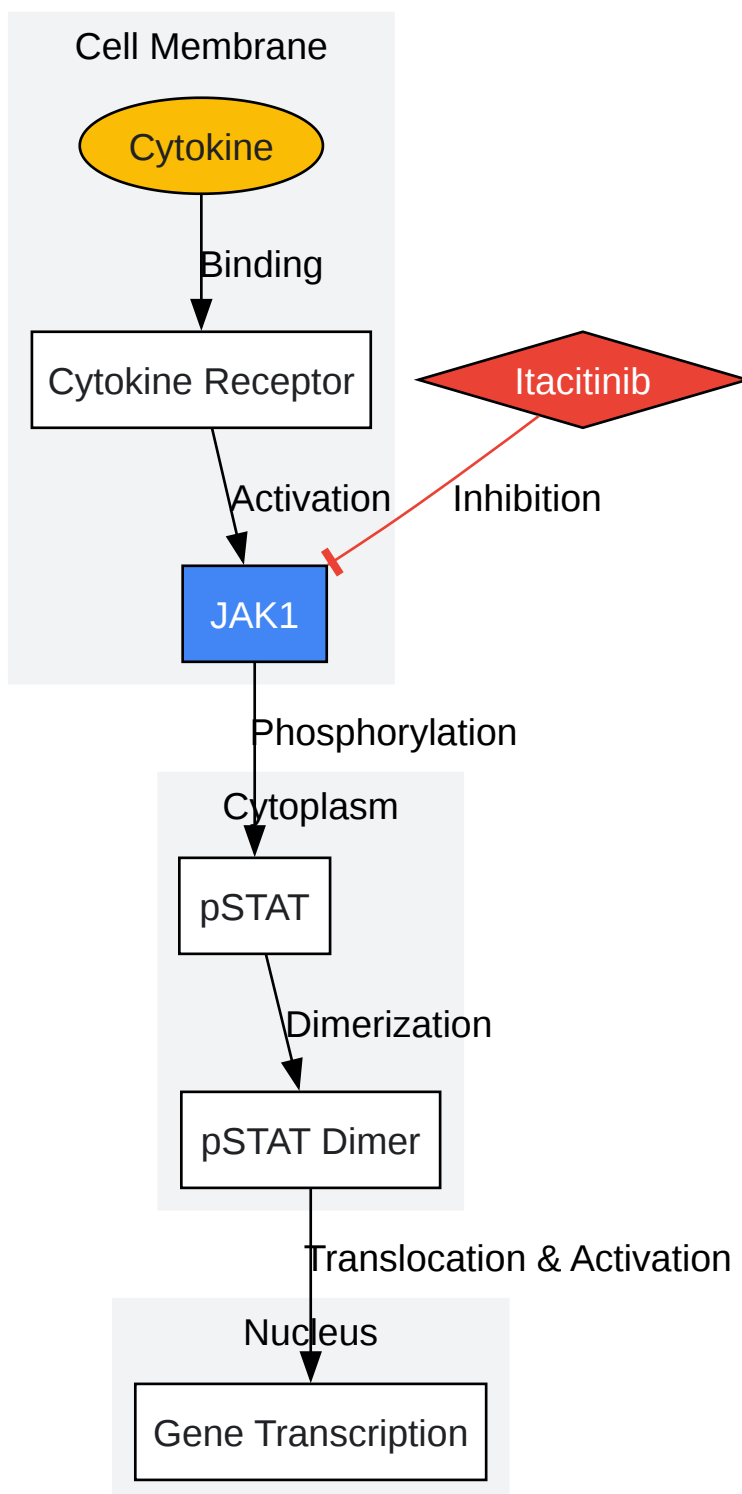 Cell Membrane
Cytokine
Binding
Cytokine Receptor
Itacitinib
Activation
Inhibition
JAK1
Phosphorylation
Cytoplasm
pSTAT
Dimerization
pSTAT Dimer
Translocation & Activation
Nucleus
Gene Transcription